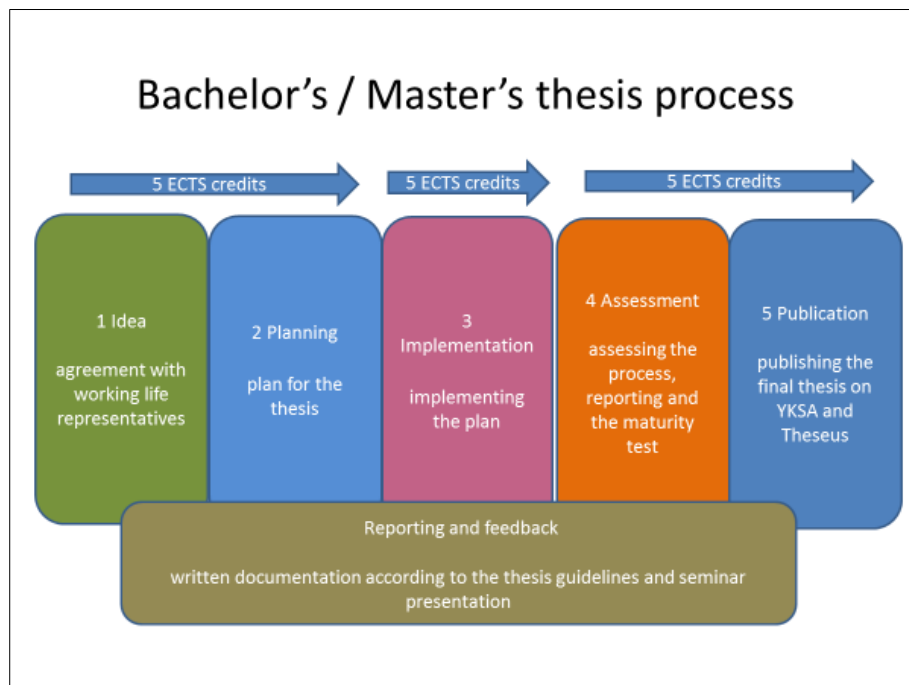 Bachelor's / Master's thesis process
5 ECTS credits
5 ECTS credits
5 ECTS credits
1 Idea
agreement with
working life
representatives
2 Planning
plan for the
thesis
3
Implementation
implementing
the plan
4 Assessment
assessing the
process,
reporting and
the maturity
test
5 Publication
publishing the
final thesis on
YKSA and
Theseus
Reporting and feedback
written documentation according to the thesis guidelines and seminar
presentation